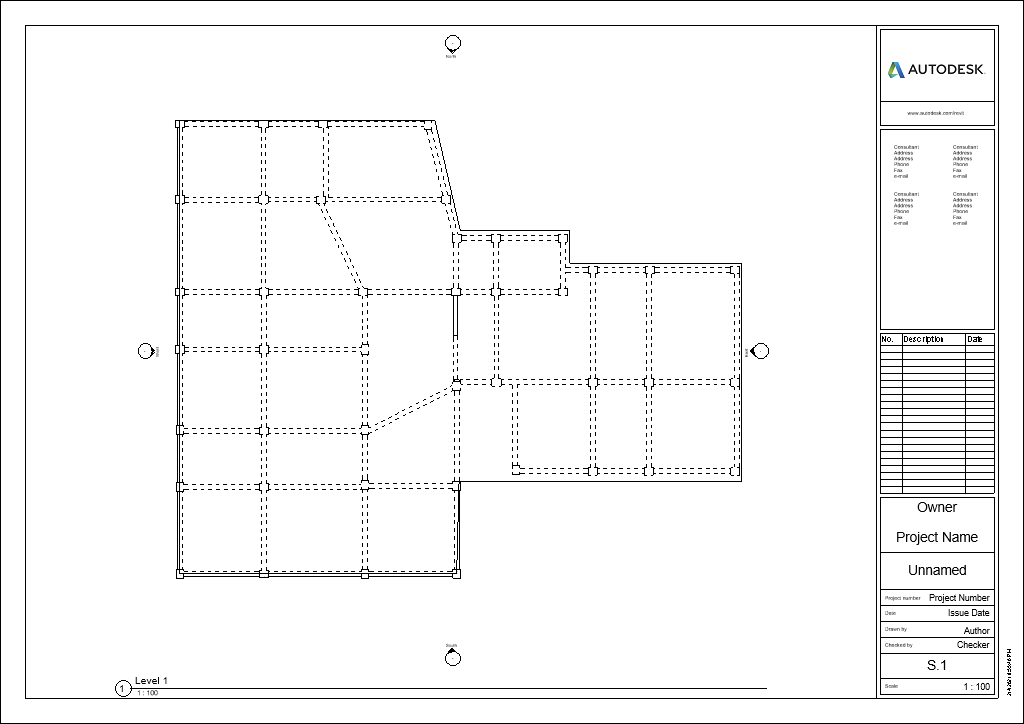 North
AUTODESK.
www.autodesk.com/revit
Consultant
Address
Address
Phone
Fax
e-mail
Consultant
Address
Address
Phone
Fax
e-mail
Consultant
Address
Address
Phone
Fax
e-mail
Consultant
Address
Address
Phone
Fax
e-mail
No. Description Date
Owner
Project Name
Unnamed
Project number Project Number
Date Issue Date
Drawn by Author
Checked by Checker
S.1
Scale 1 : 100
South
1
Level 1
1 : 100